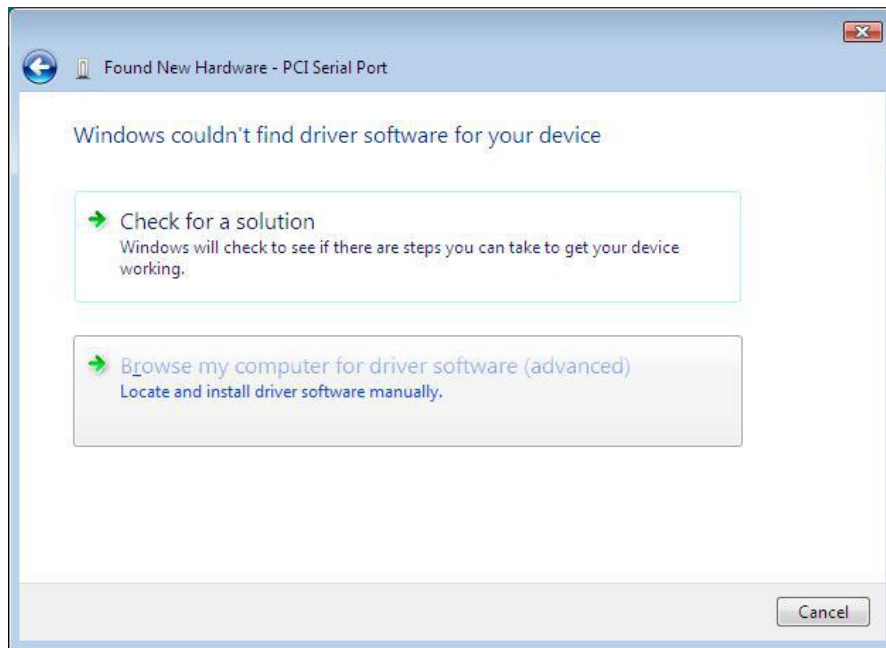 Found New Hardware - PCI Serial Port
Windows couldn't find driver software for your device
Check for a solution
Windows will check to see if there are steps you can take to get your device
working.
Browse my computer for driver software (advanced)
Locate and install driver software manually.
Cancel